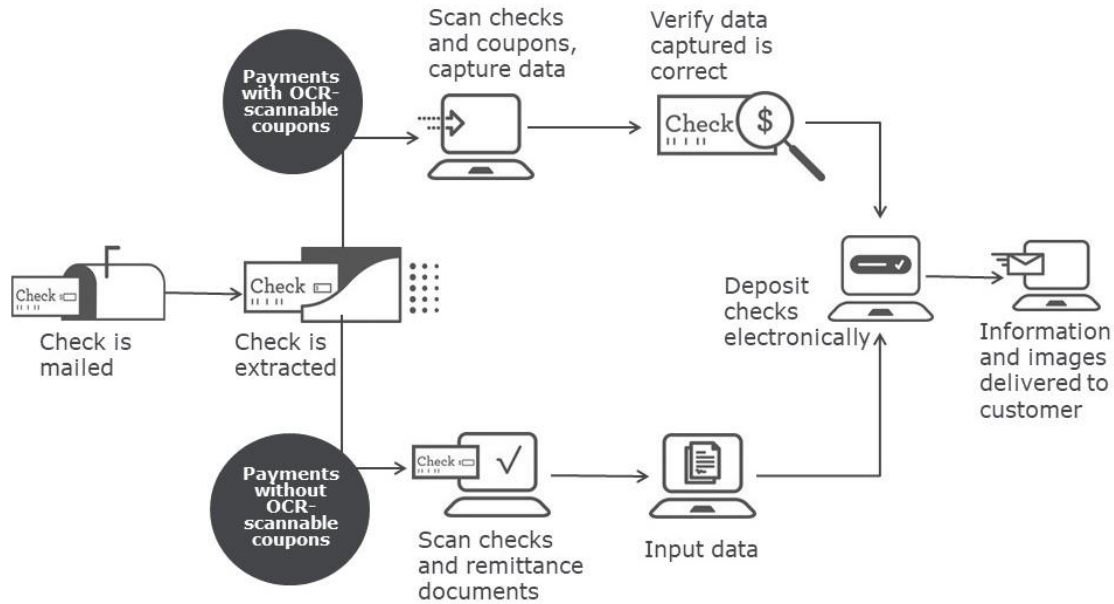 Scan checks
and coupons,
capture data
Verify data
captured is
correct
Payments
with OCR-
scannable
coupons
Check
$
Check
Check is
mailed
Check
Check is
extracted
Deposit
checks
electronically
Information
and images
delivered to
customer
Payments
without OCR-
scannable
coupons
Check
√
Scan checks
and remittance
documents
Input data